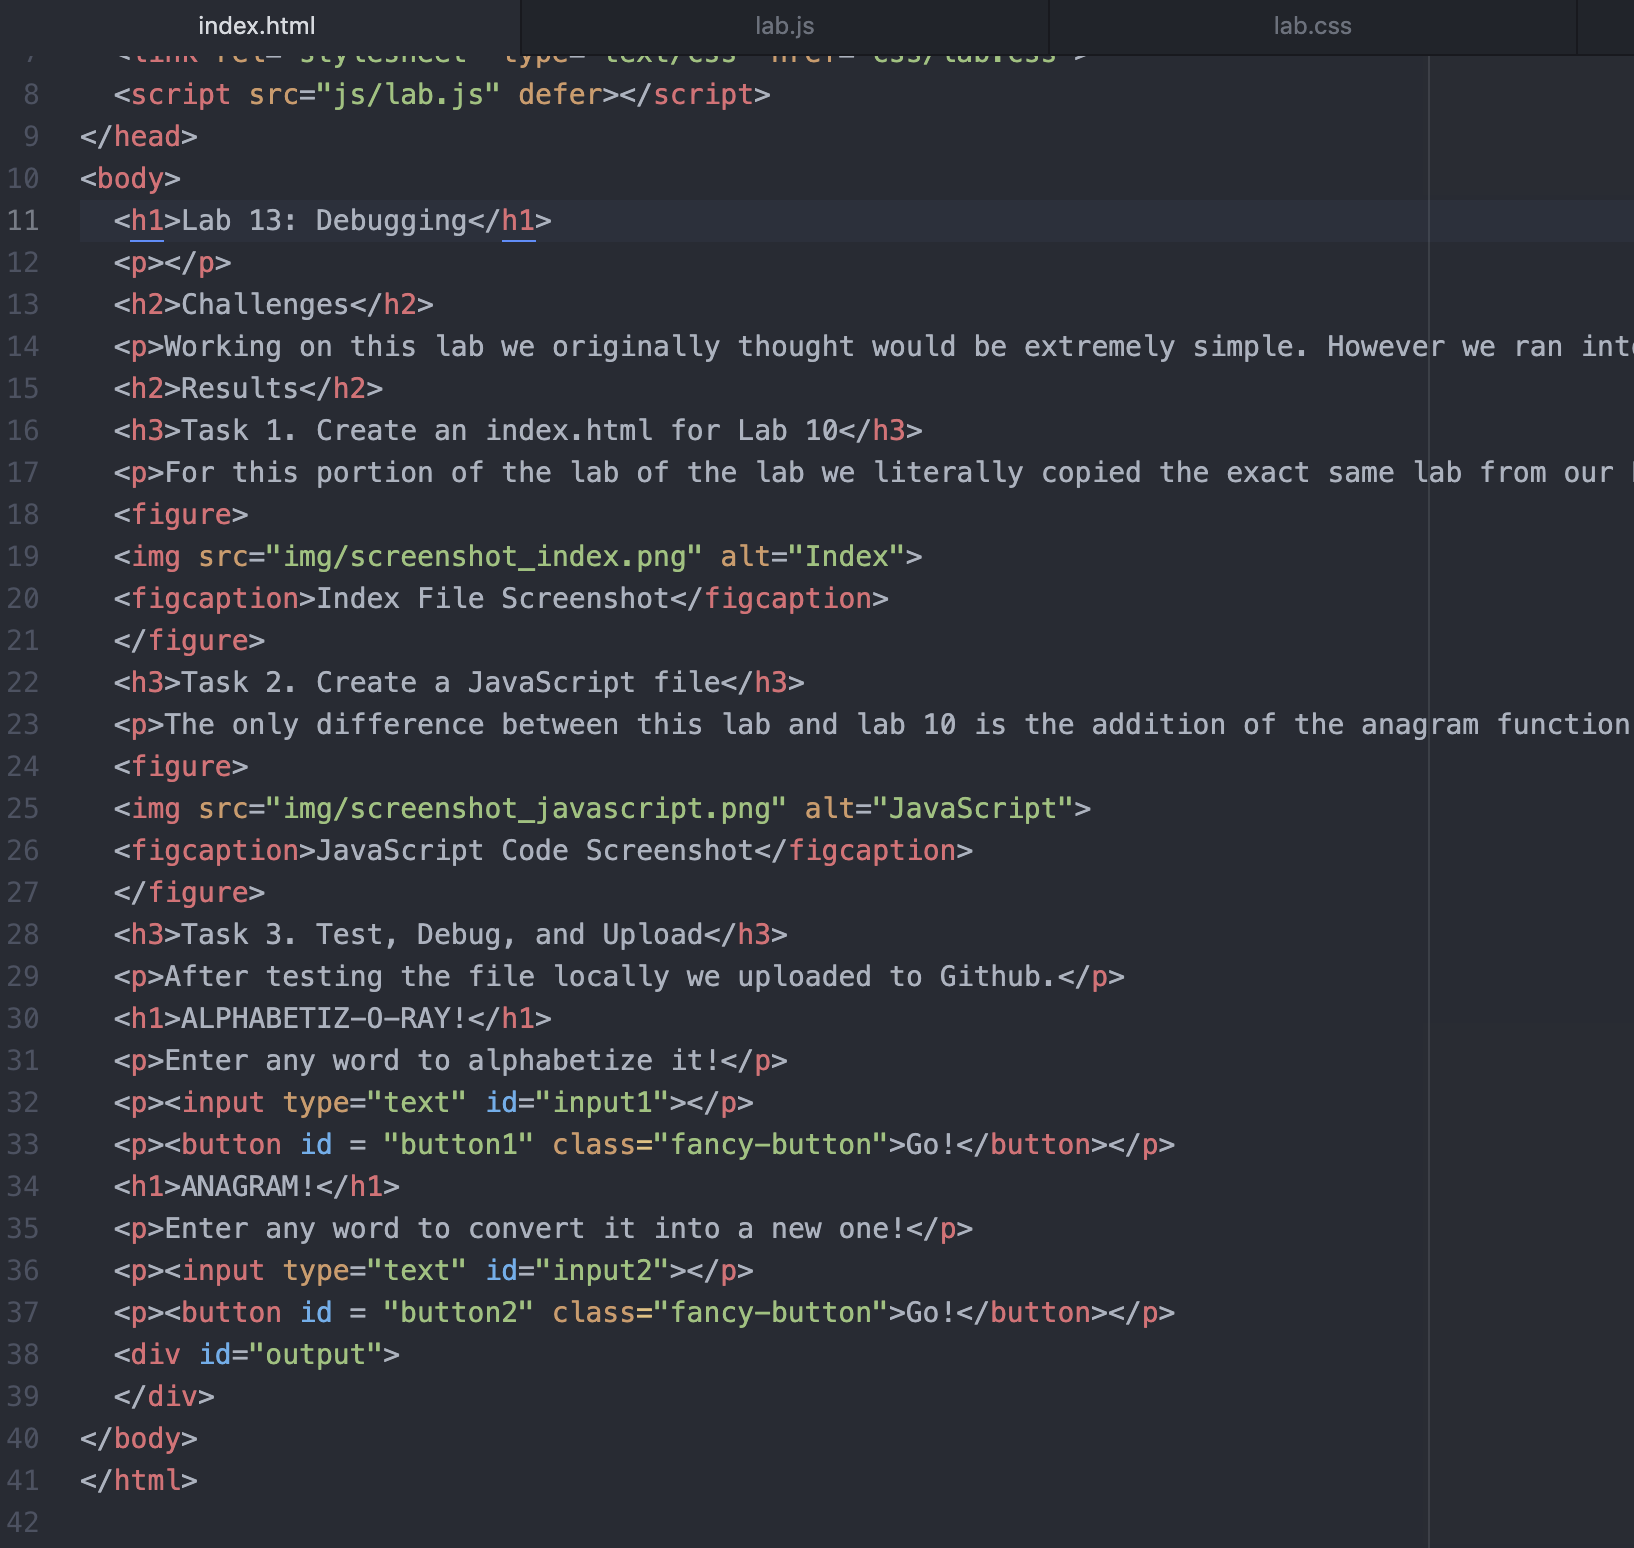 index.html
lab.js
lab.css
7 <link rel="stylesheet" type="text/css" href="css/lab.css">
8 <script src="js/lab.js" defer></script>
9 </head>
10 <body>
11 <h1>Lab 13: Debugging</h1>
12 <p></p>
13 <h2>Challenges</h2>
14 <p>Working on this lab we originally thought would be extremely simple. However we ran
15 <h2>Results</h2>
16 <h3>Task 1. Create an index.html for Lab 10</h3>
17 <p>For this portion of the lab of the lab we literally copied the exact same lab from our
18 <figure>
19 <img src="img/screenshot_index.png" alt="Index">
20 <figcaption>Index File Screenshot</figcaption>
21 </figure>
22 <h3>Task 2. Create a JavaScript file</h3>
23 <p>The only difference between this lab and lab 10 is the addition of the anagram function
24 <figure>
25 <img src="img/screenshot_javascript.png" alt="JavaScript">
26 <figcaption>JavaScript Code Screenshot</figcaption>
27 </figure>
28 <h3>Task 3. Test, Debug, and Upload</h3>
29 <p>After testing the file locally we uploaded to Github.</p>
30 <h1>ALPHABETIZ-O-RAY!</h1>
31 <p>Enter any word to alphabetize it!</p>
32 <p><input type="text" id="input1"></p>
33 <p><button id = "button1" class="fancy-button">Go!</button></p>
34 <h1>ANAGRAM!</h1>
35 <p>Enter any word to convert it into a new one!</p>
36 <p><input type="text" id="input2"></p>
37 <p><button id = "button2" class="fancy-button">Go!</button></p>
38 <div id="output">
39 </div>
40 </body>
41 </html>
42